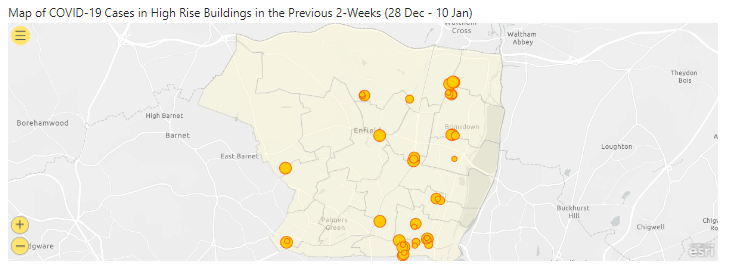 Map of COVID-19 Cases in High Rise Buildings in the Previous 2-Weeks (28 Dec - 10 Jan)
Cross
Waltham
Abbey
Theydon
Bois
High Barnet
Borehamwood
Barnet
Enfield
Brimsdown
Loughton
East Barnet
Buckhurst
Hill
Palmers
Green
Chigwell
dgware
esri